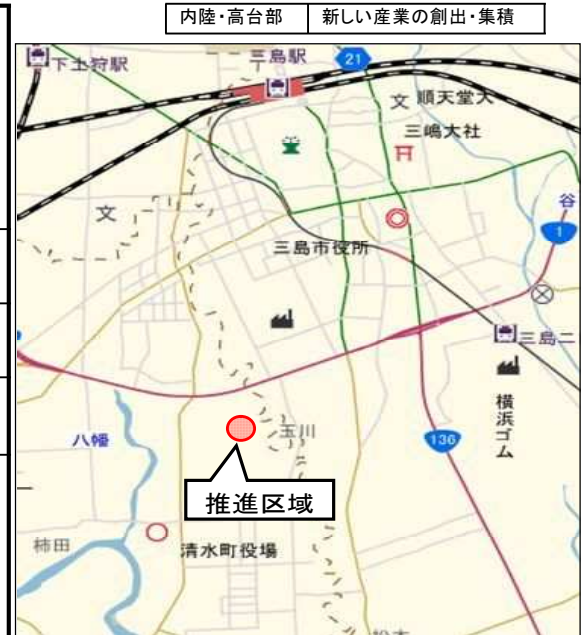 内陸・高台部 新しい産業の創出・集積
下土狩駅
三島駅
21
文 順天堂大
三嶋大社
文
谷
1
三島市役所
三島二
横浜ゴム
八幡
玉川
136
推進区域
柿田
清水町役場